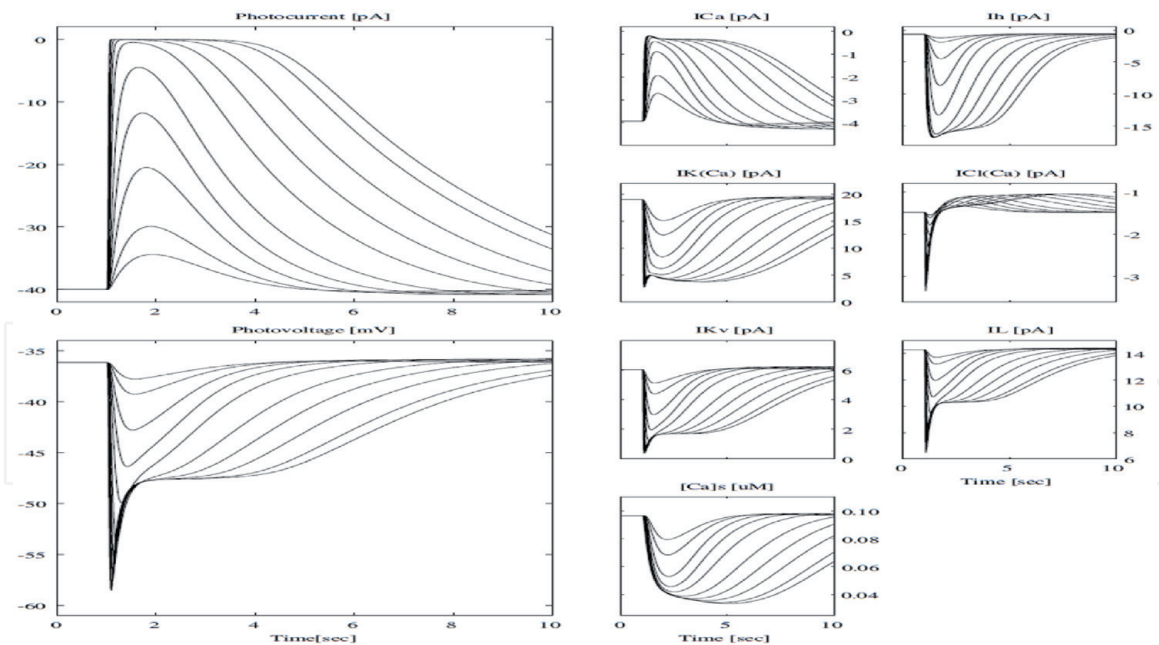 Photocurrent [pA]
0
-10
-20
-30
-40
0 2 4 6 8 10
Photovoltage [mV]
-35
-40
-45
-50
-55
-60
0 2 4 6 8 10
Time[sec]
ICa [pA]
0
-1
-2
-3
-4
Ih [pA]
0
-5
-10
-15
IK(Ca) [pA]
20
15
10
5
0
ICl(Ca) [pA]
-1
-2
-3
IKv [pA]
6
4
2
0
IL [pA]
14
12
10
8
6
0 5 10
Time [sec]
[Ca]s [uM]
0.10
0.08
0.06
0.04
0 5 10